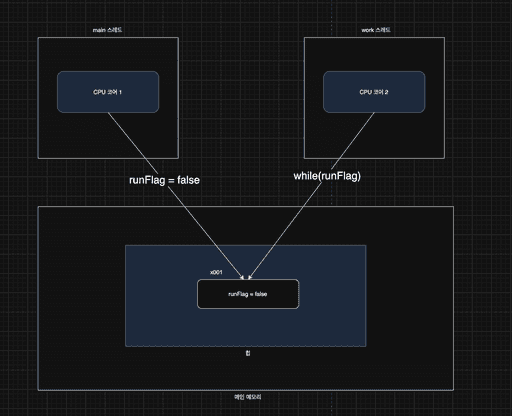 main 스레드
work 스레드
CPU 코어 1
CPU 코어 2
runFlag = false
while(runFlag)
x001
runFlag = false
힙
메인 메모리